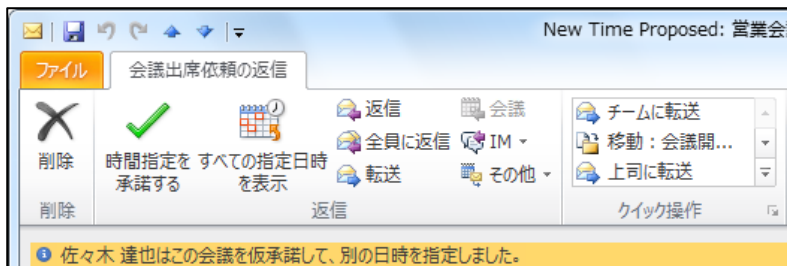 New Time Proposed: 営業会
ファイル 会議出席依頼の返信
削除
時間指定を承諾する
すべての指定日時を表示
返信
全員に返信
転送
会議
IM
その他
チームに転送
移動：会議開...
上司に転送
削除 返信 クイック操作
佐々木 達也はこの会議を仮承諾して、別の日時を指定しました。